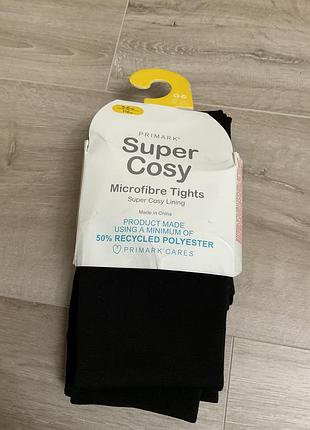 PRIMARK®
Super
Cosy
Microfibre Tights
Super Cosy Lining
Made in China
PRODUCT MADE
USING A MINIMUM OF
50% RECYCLED POLYESTER
PRIMARK CARES